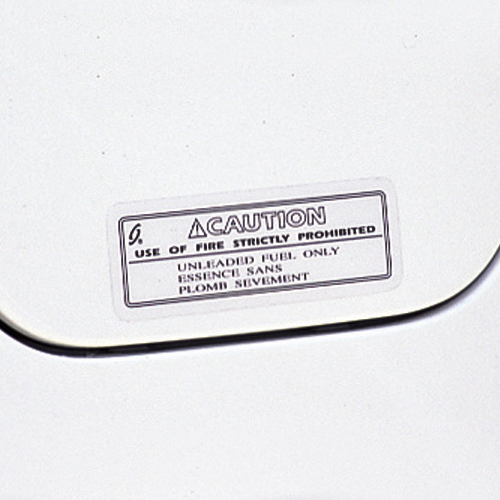 G.
CAUTION
USE OF FIRE STRICTLY PROHIBITED
UNLEADED FUEL ONLY
ESSENCE SANS
PLOMB SEVEMENT